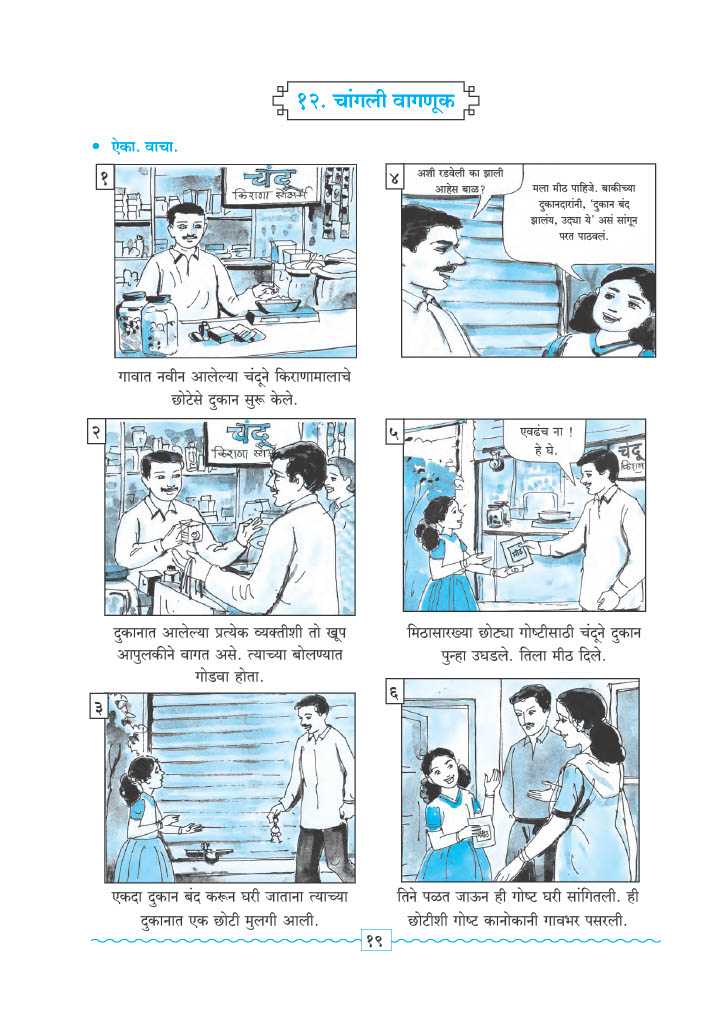 १२. चांगली वागणूक
• ऐका. वाचा.
१
चंदू
किराणा स्टोअर्स
गावात नवीन आलेल्या चंदूने किराणामालाचे
छोटेसे दुकान सुरू केले.
२
चंदू
किराणा स्टोअर्स
दुकानात आलेल्या प्रत्येक व्यक्तीशी तो खूप
आपुलकीने वागत असे. त्याच्या बोलण्यात
गोडवा होता.
३
एकदा दुकान बंद करून घरी जाताना त्याच्या
दुकानात एक छोटी मुलगी आली.
४
अशी रडवेली का झाली
आहेस बाळ?
मला मीठ पाहिजे. बाकीच्या
दुकानदारांनी, ‘दुकान बंद
झालंय, उद्या ये’ असं सांगून
परत पाठवलं.
५
एवढंच ना !
हे घे.
चंदू
किराणा
मीठ
मिठासारख्या छोट्या गोष्टीसाठी चंदूने दुकान
पुन्हा उघडले. तिला मीठ दिले.
६
मीठ
तिने पळत जाऊन ही गोष्ट घरी सांगितली. ही
छोटीशी गोष्ट कानोकानी गावभर पसरली.
१९